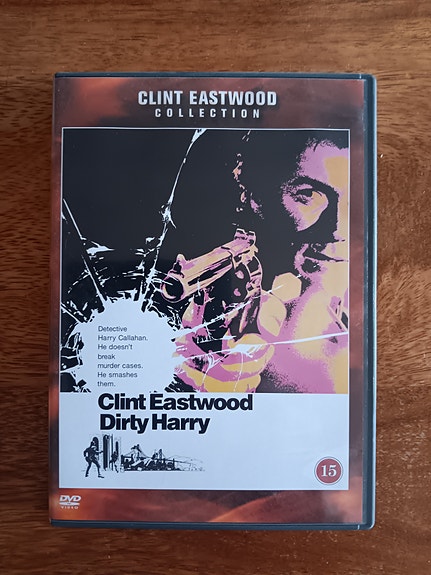 CLINT EASTWOOD
COLLECTION
Detective
Harry Callahan.
He doesn't
break
murder cases.
He smashes
them.
Clint Eastwood
Dirty Harry
15
DVD
VIDEO